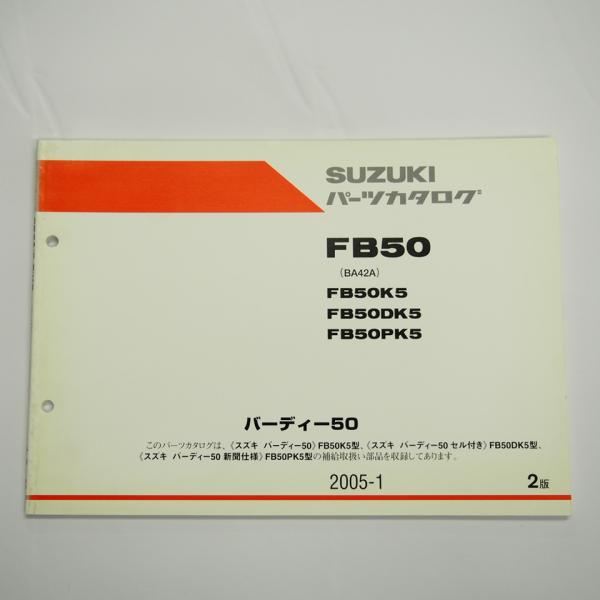 SUZUKI
パーツカタログ
FB50
(BA42A)
FB50K5
FB50DK5
FB50PK5
バーディー50
このパーツカタログは、《スズキ バーディー50》FB50K5型、《スズキ バーディー50 セル付き》FB50DK5型、
《スズキ バーディー50 新聞仕様》FB50PK5型の補給取扱い部品を収録してあります。
2005-1
2版